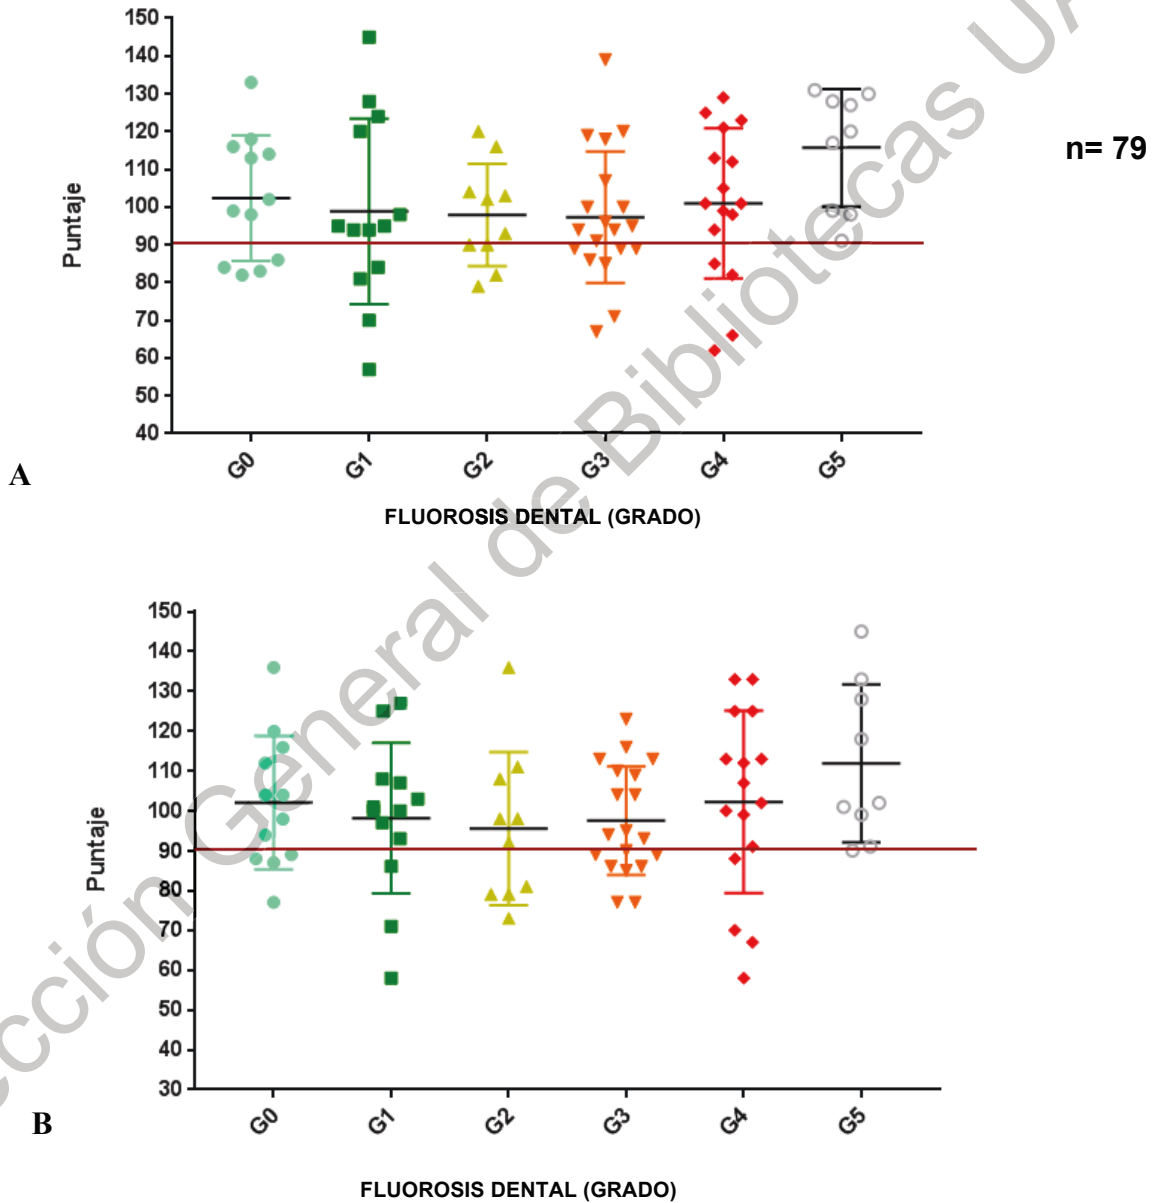 150
140
130
120
110
100
90
80
70
60
50
40
Puntaje
n= 79
G0 G1 G2 G3 G4 G5
A
FLUOROSIS DENTAL (GRADO)
150
140
130
120
110
100
90
80
70
60
50
40
30
Puntaje
G0 G1 G2 G3 G4 G5
B
FLUOROSIS DENTAL (GRADO)
ección General de Bibliotecas UA